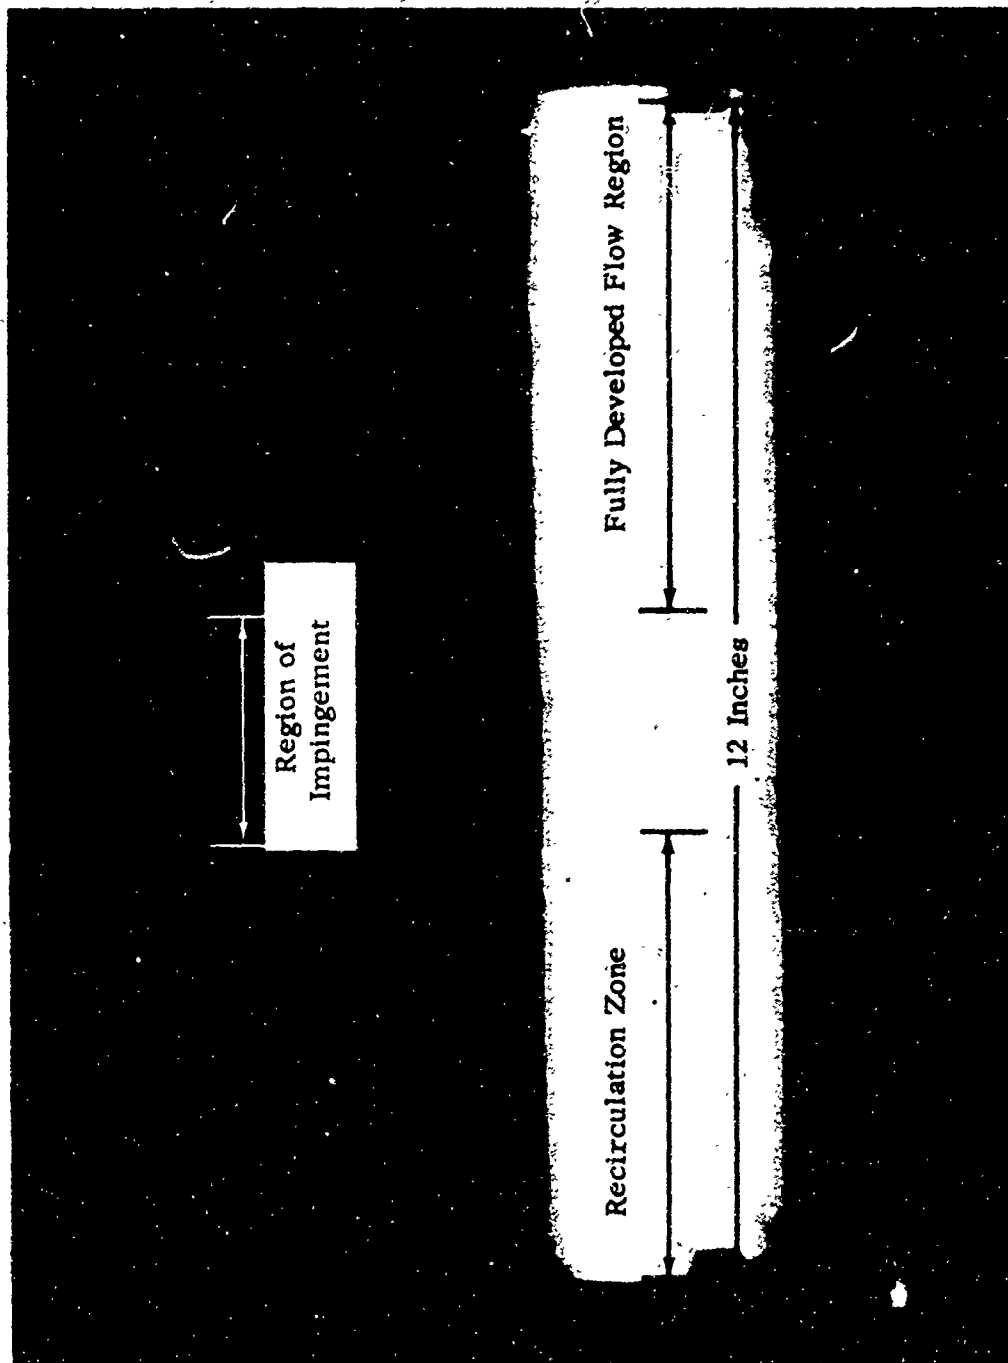 Region of
Impingement
Recirculation Zone
Fully Developed Flow Region
12 Inches